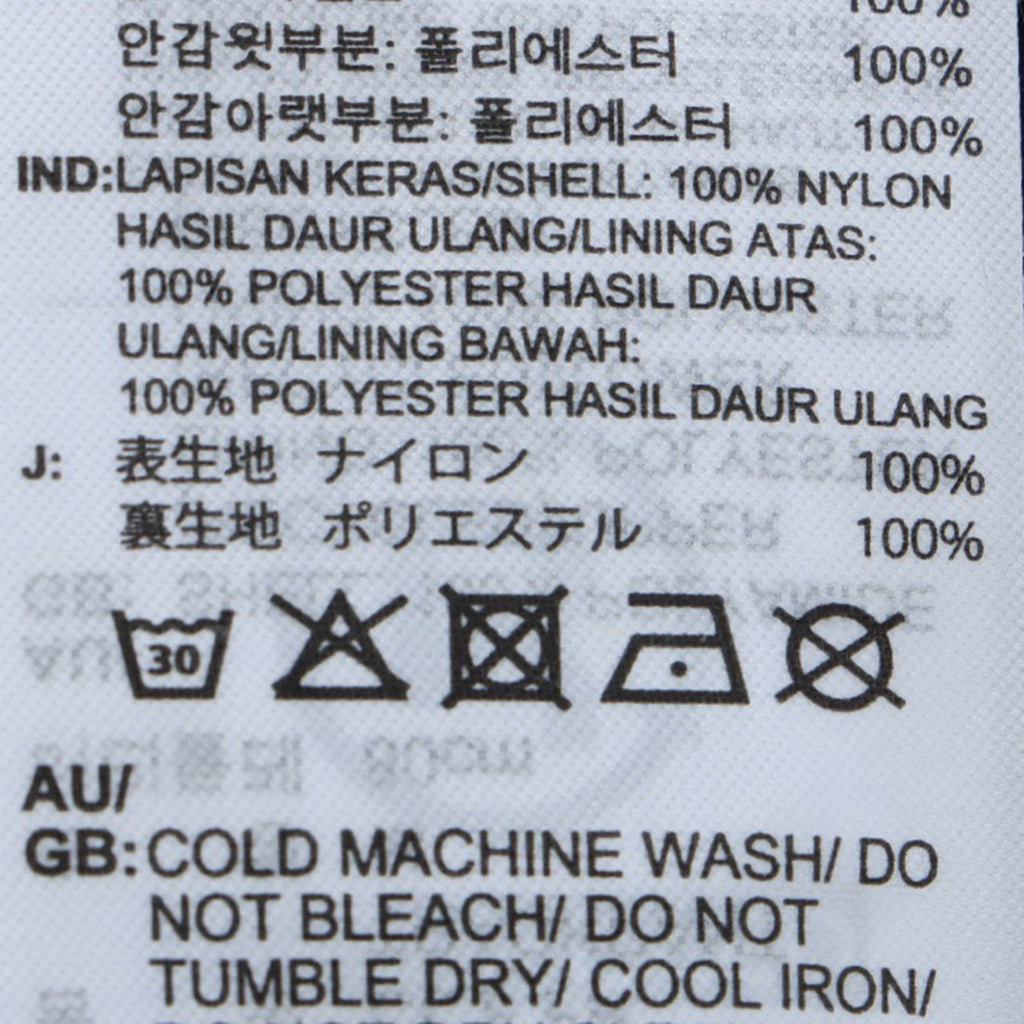 100%
안감윗부분: 폴리에스터 100%
안감아랫부분: 폴리에스터 100%
IND:LAPISAN KERAS/SHELL: 100% NYLON
HASIL DAUR ULANG/LINING ATAS:
100% POLYESTER HASIL DAUR
ULANG/LINING BAWAH:
100% POLYESTER HASIL DAUR ULANG
J: 表生地 ナイロン 100%
裏生地 ポリエステル 100%
30
AU/
GB:COLD MACHINE WASH/ DO
NOT BLEACH/ DO NOT
TUMBLE DRY/ COOL IRON/